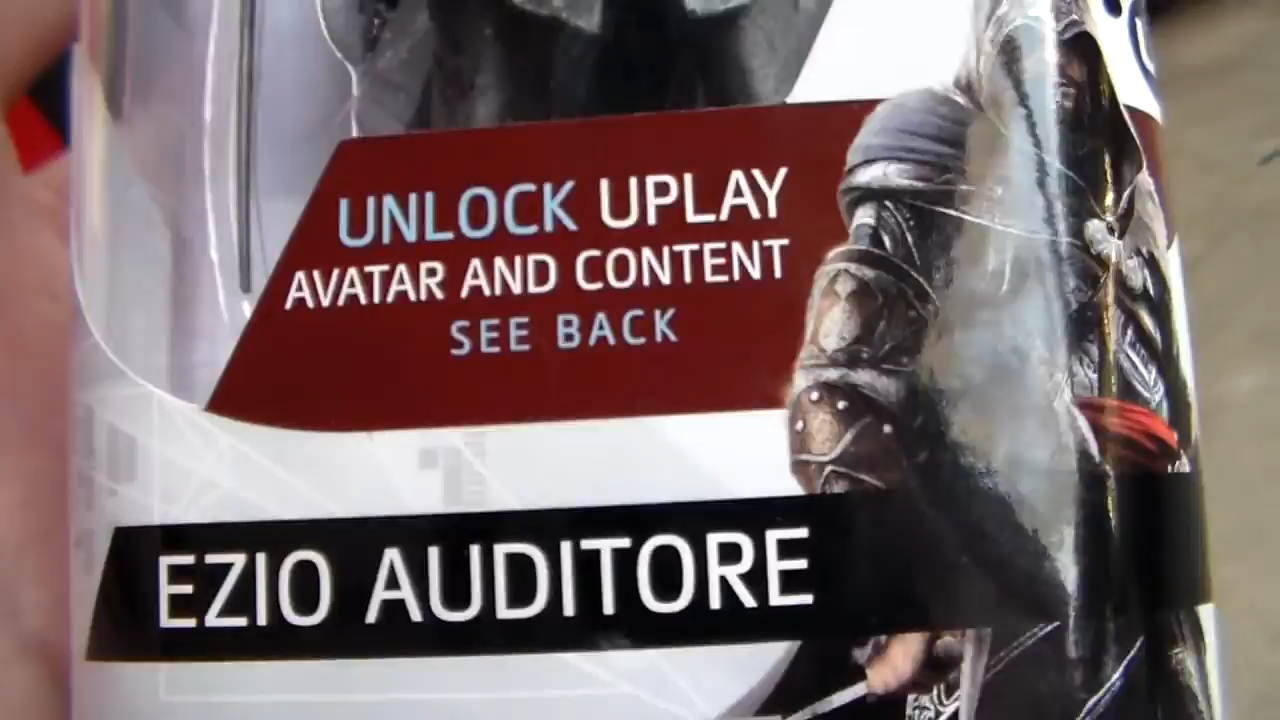 UNLOCK UPLAY
AVATAR AND CONTENT
SEE BACK
EZIO AUDITORE